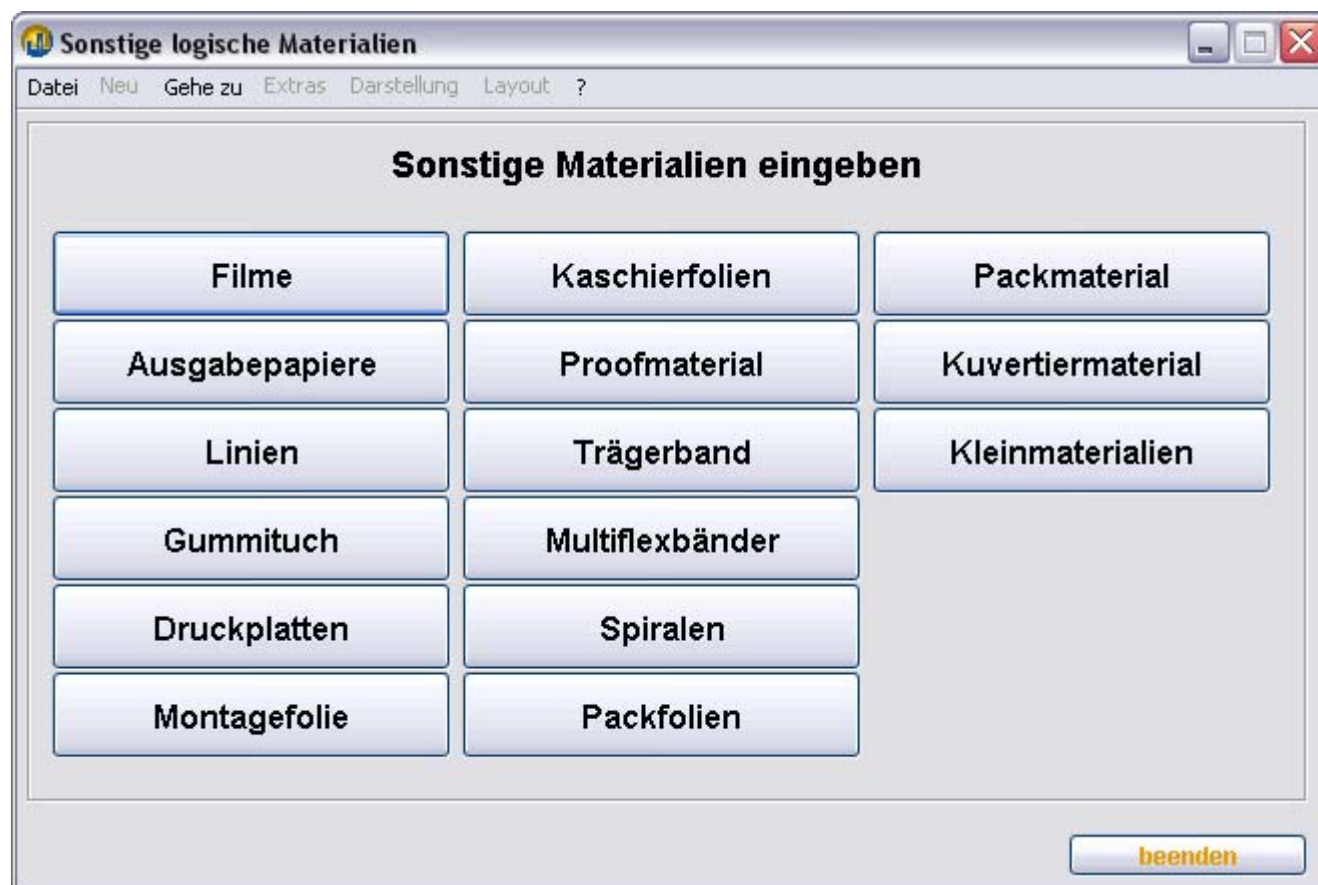 Sonstige logische Materialien
Datei Neu Gehe zu Extras Darstellung Layout ?
Sonstige Materialien eingeben
Filme Kaschierfolien Packmaterial
Ausgabepapiere Proofmaterial Kuvertiermaterial
Linien Trägerband Kleinmaterialien
Gummituch Multiflexbänder
Druckplatten Spiralen
Montagefolie Packfolien
beenden